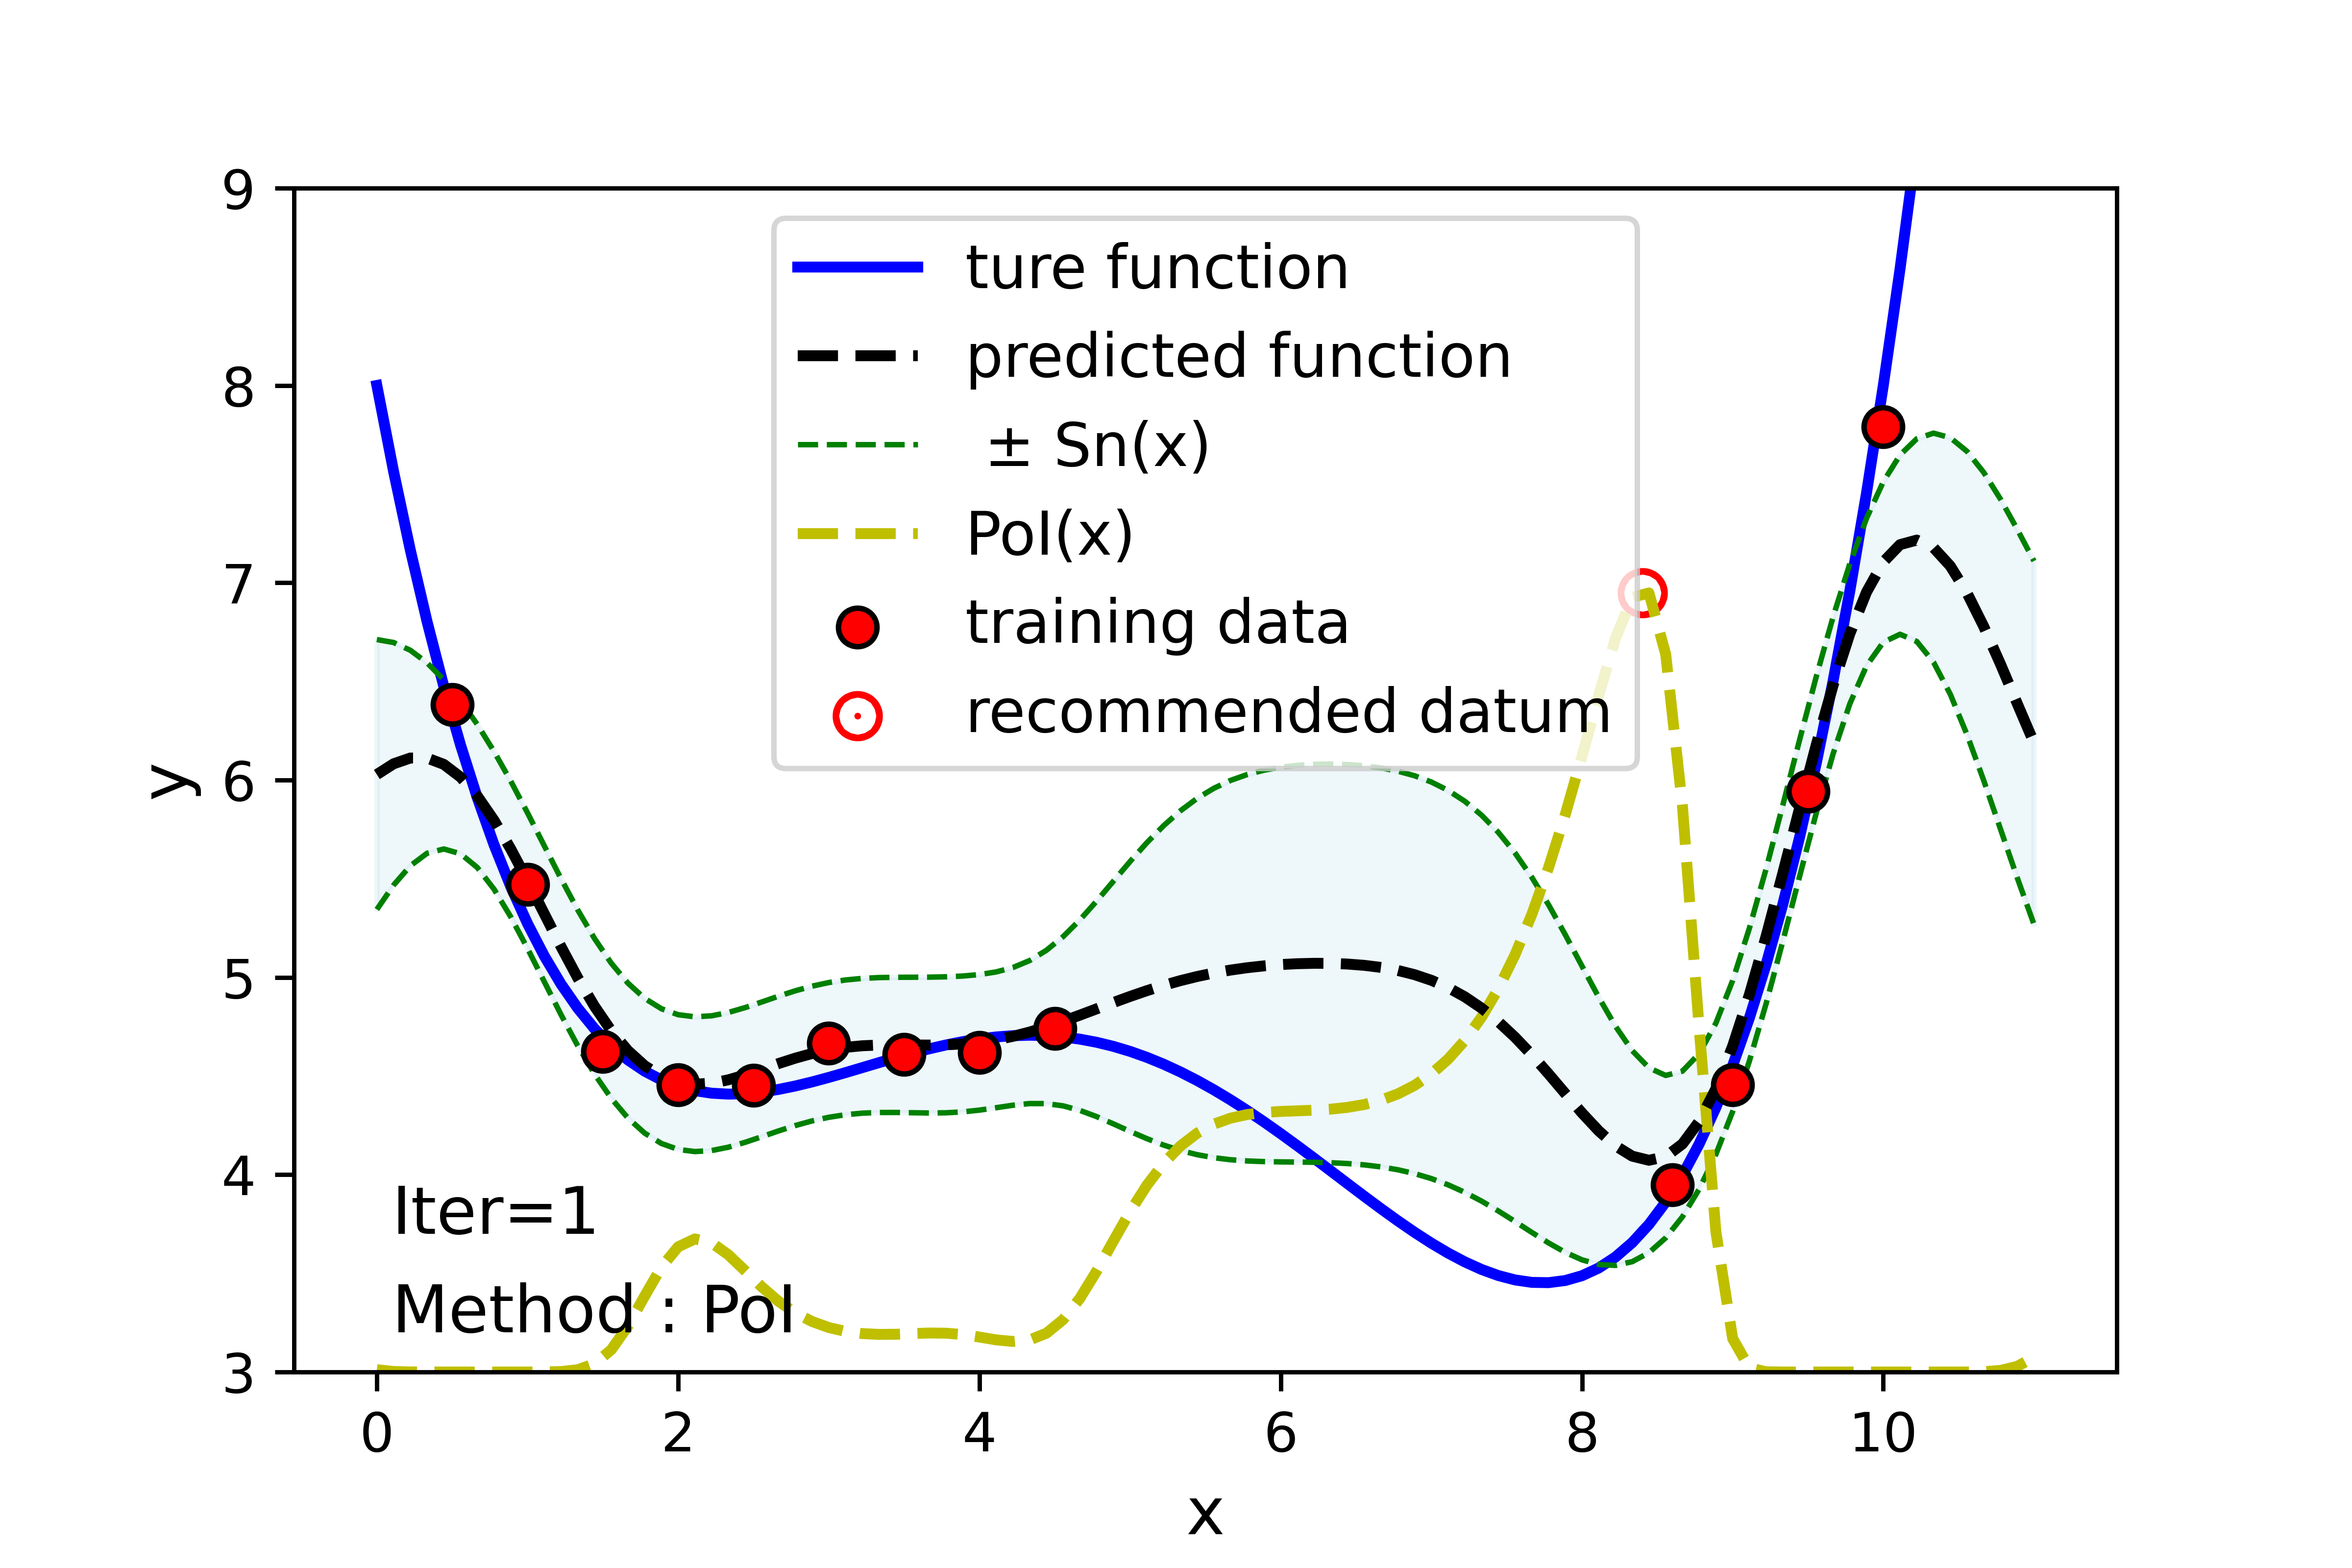 9
8
7
6
5
4
3
y
ture function
predicted function
± Sn(x)
PoI(x)
training data
recommended datum
Iter=1
Method : PoI
0 2 4 6 8 10
x